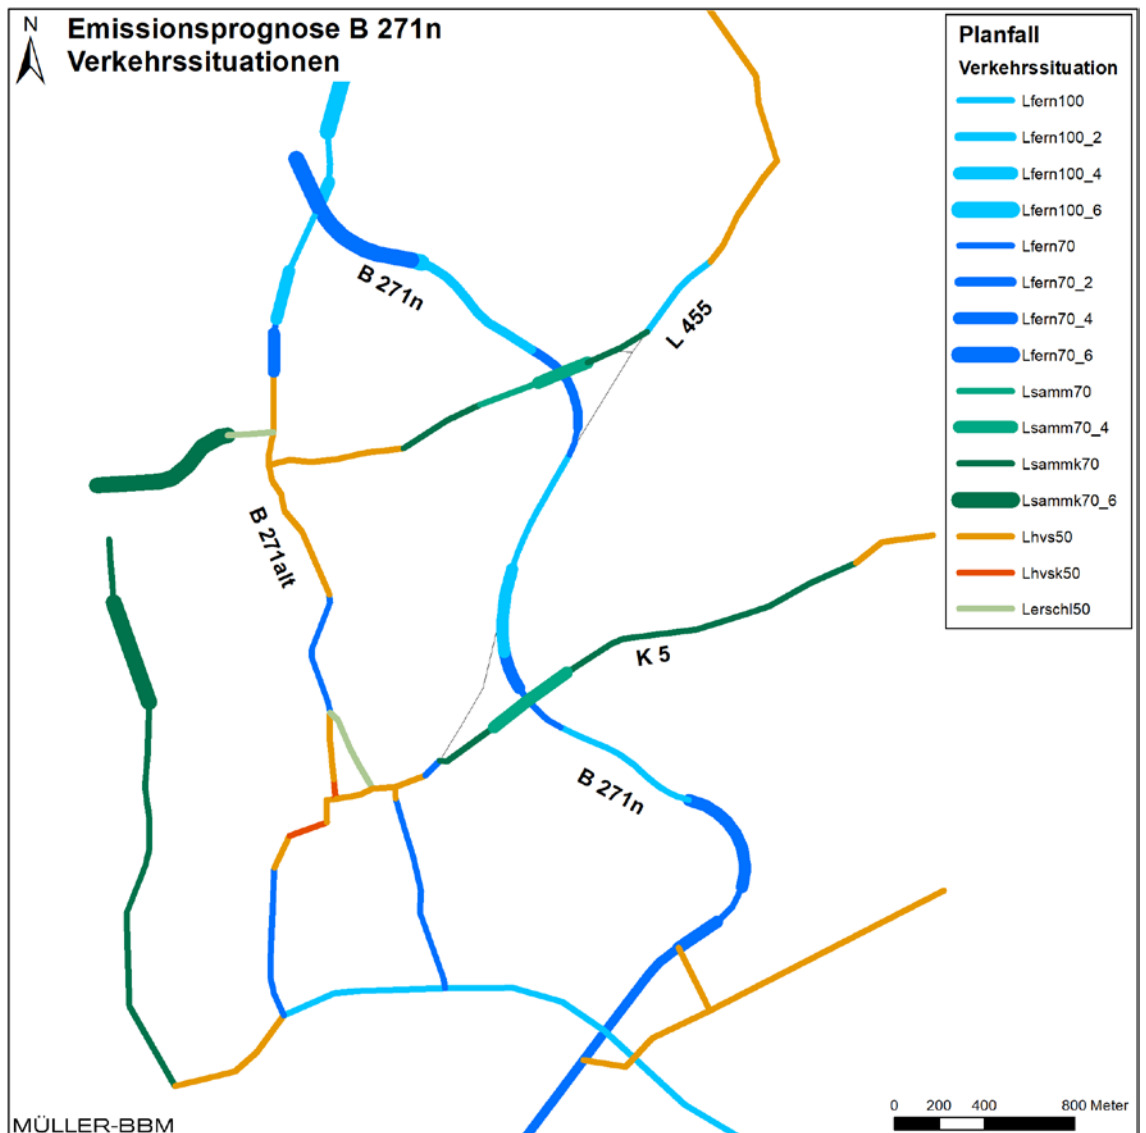 Emissionsprognose B 271n
Verkehrssituationen
N
Planfall
Verkehrssituation
Lfern100
Lfern100_2
Lfern100_4
Lfern100_6
Lfern70
Lfern70_2
Lfern70_4
Lfern70_6
Lsamm70
Lsamm70_4
Lsammk70
Lsammk70_6
Lhvs50
Lhvsk50
Lerschl50
B 271n
L 455
B 271alt
K 5
B 271n
0 200 400 800 Meter
MÜLLER-BBM